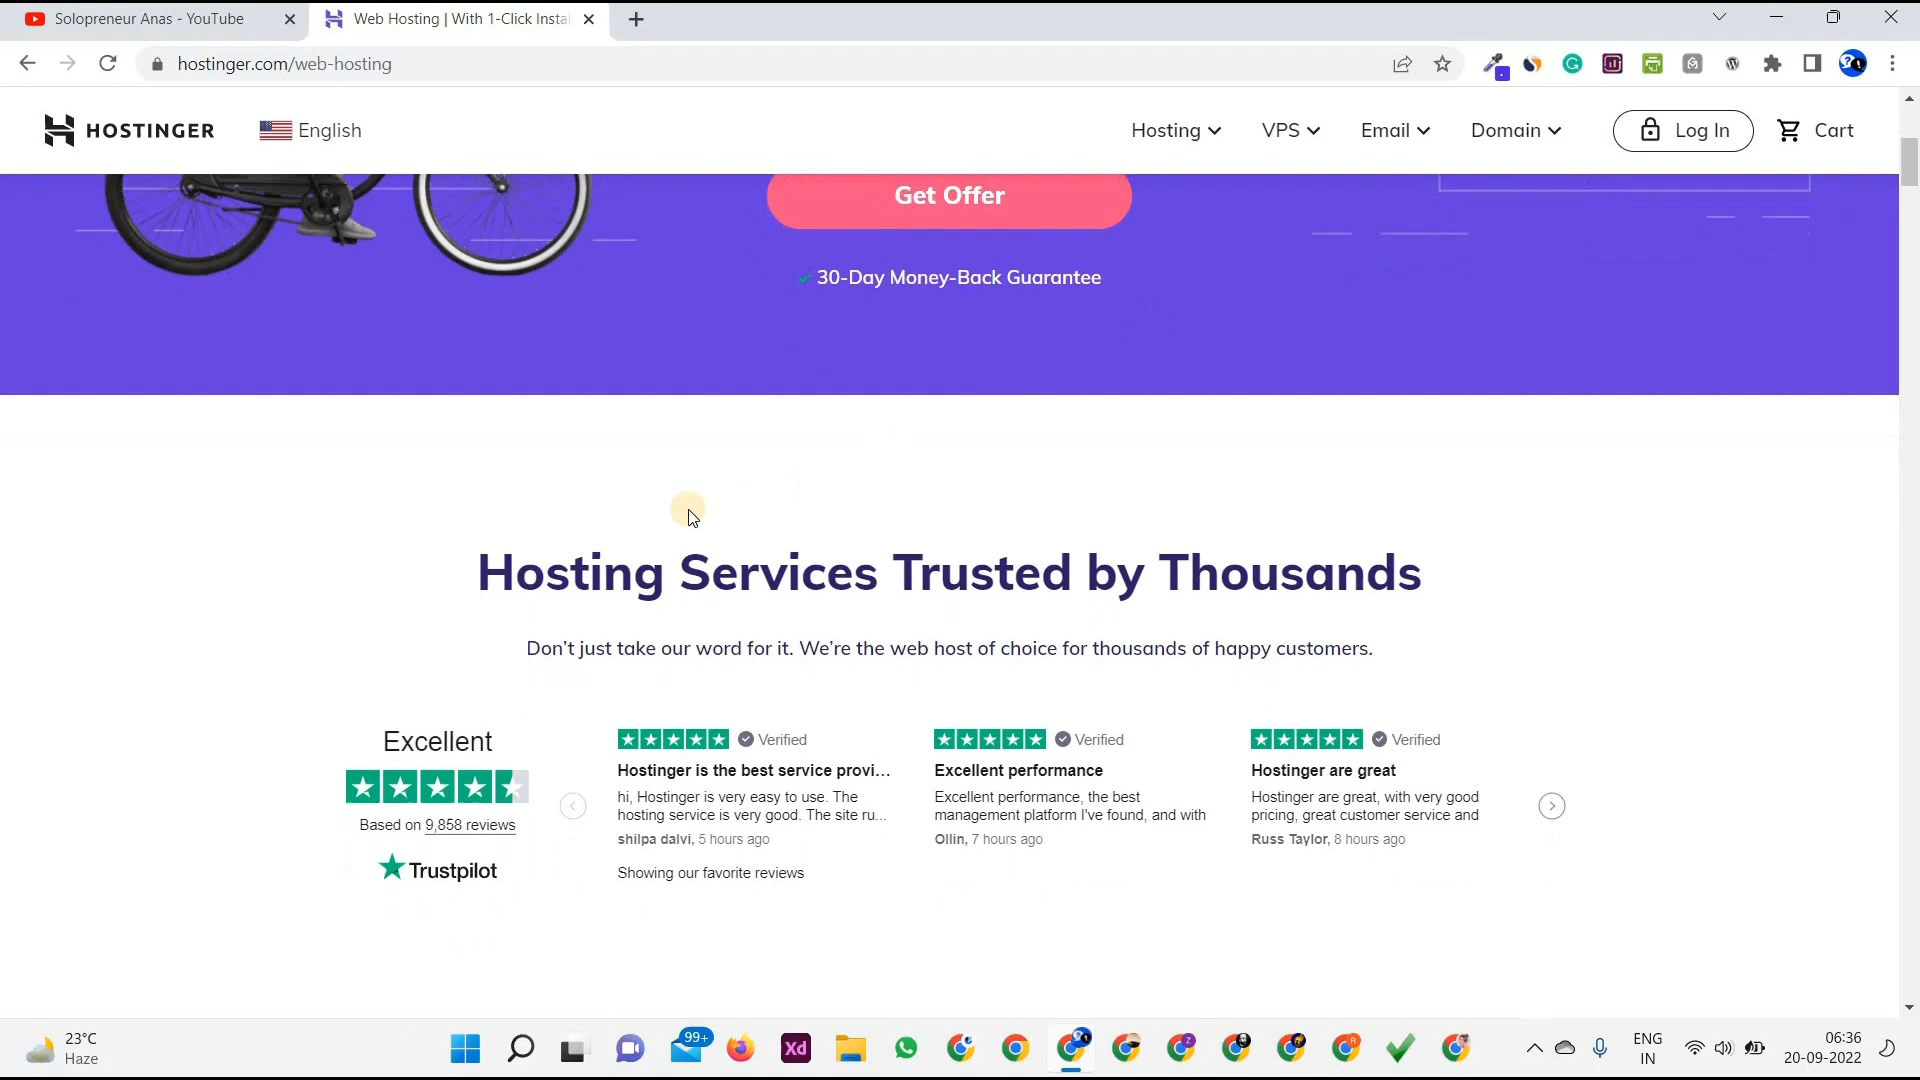 Solopreneur Anas - YouTube
Web Hosting | With 1-Click Insta
hostinger.com/web-hosting
HOSTINGER
English
Hosting
VPS
Email
Domain
Log In
Cart
Get Offer
30-Day Money-Back Guarantee
Hosting Services Trusted by Thousands
Don't just take our word for it. We're the web host of choice for thousands of happy customers.
Excellent
Based on 9,858 reviews
Trustpilot
Verified
Hostinger is the best service provi...
hi, Hostinger is very easy to use. The
hosting service is very good. The site ru...
shilpa dalvi, 5 hours ago
Showing our favorite reviews
Verified
Excellent performance
Excellent performance, the best
management platform I've found, and with
Ollin, 7 hours ago
Verified
Hostinger are great
Hostinger are great, with very good
pricing, great customer service and
Russ Taylor, 8 hours ago
23°C
Haze
99+
Xd
ENG
IN
06:36
20-09-2022